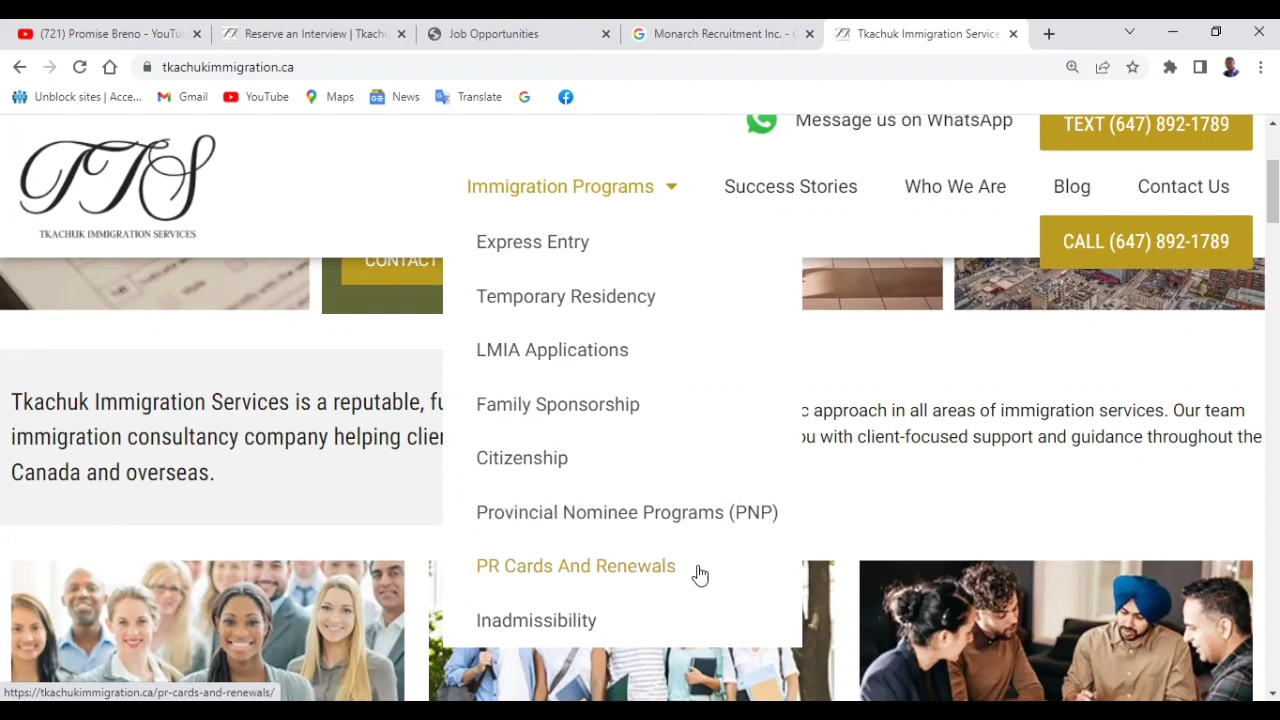 (721) Promise Breno - YouTu
Reserve an Interview | Tkach
Job Opportunities
Monarch Recruitment Inc. - G
Tkachuk Immigration Service
tkachukimmigration.ca
Unblock sites | Acce...
Gmail
YouTube
Maps
News
Translate
Message us on WhatsApp
TEXT (647) 892-1789
TTS
TKACHUK IMMIGRATION SERVICES
Immigration Programs
Success Stories
Who We Are
Blog
Contact Us
CALL (647) 892-1789
Express Entry
CONTACT
Temporary Residency
LMIA Applications
Family Sponsorship
Citizenship
Provincial Nominee Programs (PNP)
PR Cards And Renewals
Inadmissibility
Tkachuk Immigration Services is a reputable, fu
immigration consultancy company helping clie
Canada and overseas.
c approach in all areas of immigration services. Our team
ou with client-focused support and guidance throughout the
https://tkachukimmigration.ca/pr-cards-and-renewals/